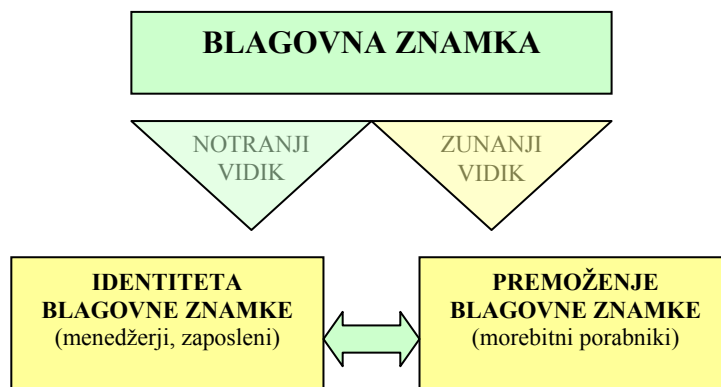 BLAGOVNA ZNAMKA
NOTRANJI
VIDIK
ZUNANJI
VIDIK
IDENTITETA
BLAGOVNE ZNAMKE
(menedžerji, zaposleni)
PREMOŽENJE
BLAGOVNE ZNAMKE
(morebitni porabniki)